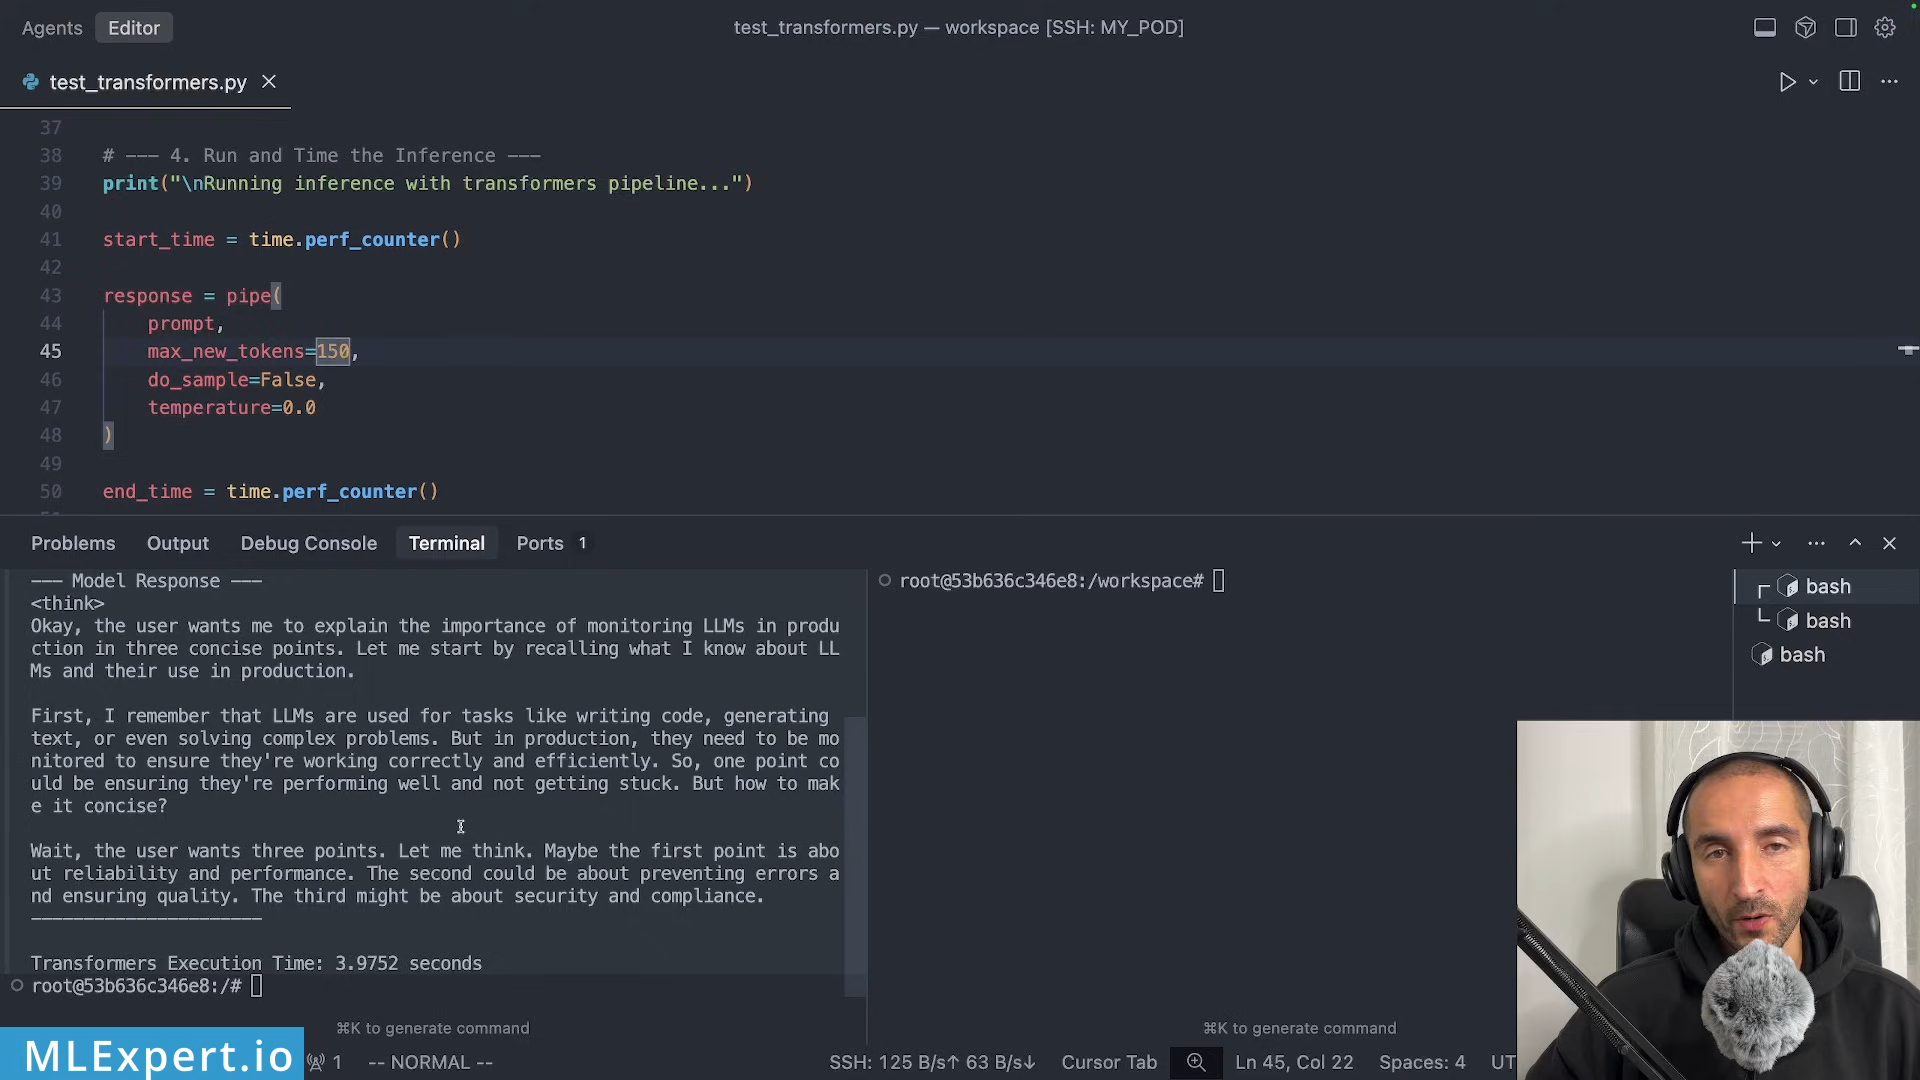 Agents Editor test_transformers.py — workspace [SSH: MY_POD]
test_transformers.py
37
38 # --- 4. Run and Time the Inference ---
39 print("\nRunning inference with transformers pipeline...")
40
41 start_time = time.perf_counter()
42
43 response = pipe(
44 prompt,
45 max_new_tokens=150,
46 do_sample=False,
47 temperature=0.0
48 )
49
50 end_time = time.perf_counter()
Problems Output Debug Console Terminal Ports 1
--- Model Response ---
<think>
Okay, the user wants me to explain the importance of monitoring LLMs in produ
ction in three concise points. Let me start by recalling what I know about LL
Ms and their use in production.
First, I remember that LLMs are used for tasks like writing code, generating
text, or even solving complex problems. But in production, they need to be mo
nitored to ensure they're working correctly and efficiently. So, one point co
uld be ensuring they're performing well and not getting stuck. But how to mak
e it concise?
Wait, the user wants three points. Let me think. Maybe the first point is abo
ut reliability and performance. The second could be about preventing errors a
nd ensuring quality. The third might be about security and compliance.
----------------------
Transformers Execution Time: 3.9752 seconds
root@53b636c346e8:/#
⌘K to generate command
root@53b636c346e8:/workspace#
⌘K to generate command
bash
bash
bash
MLExpert.io
1 -- NORMAL -- SSH: 125 B/s↑ 63 B/s↓ Cursor Tab Ln 45, Col 22 Spaces: 4 UT